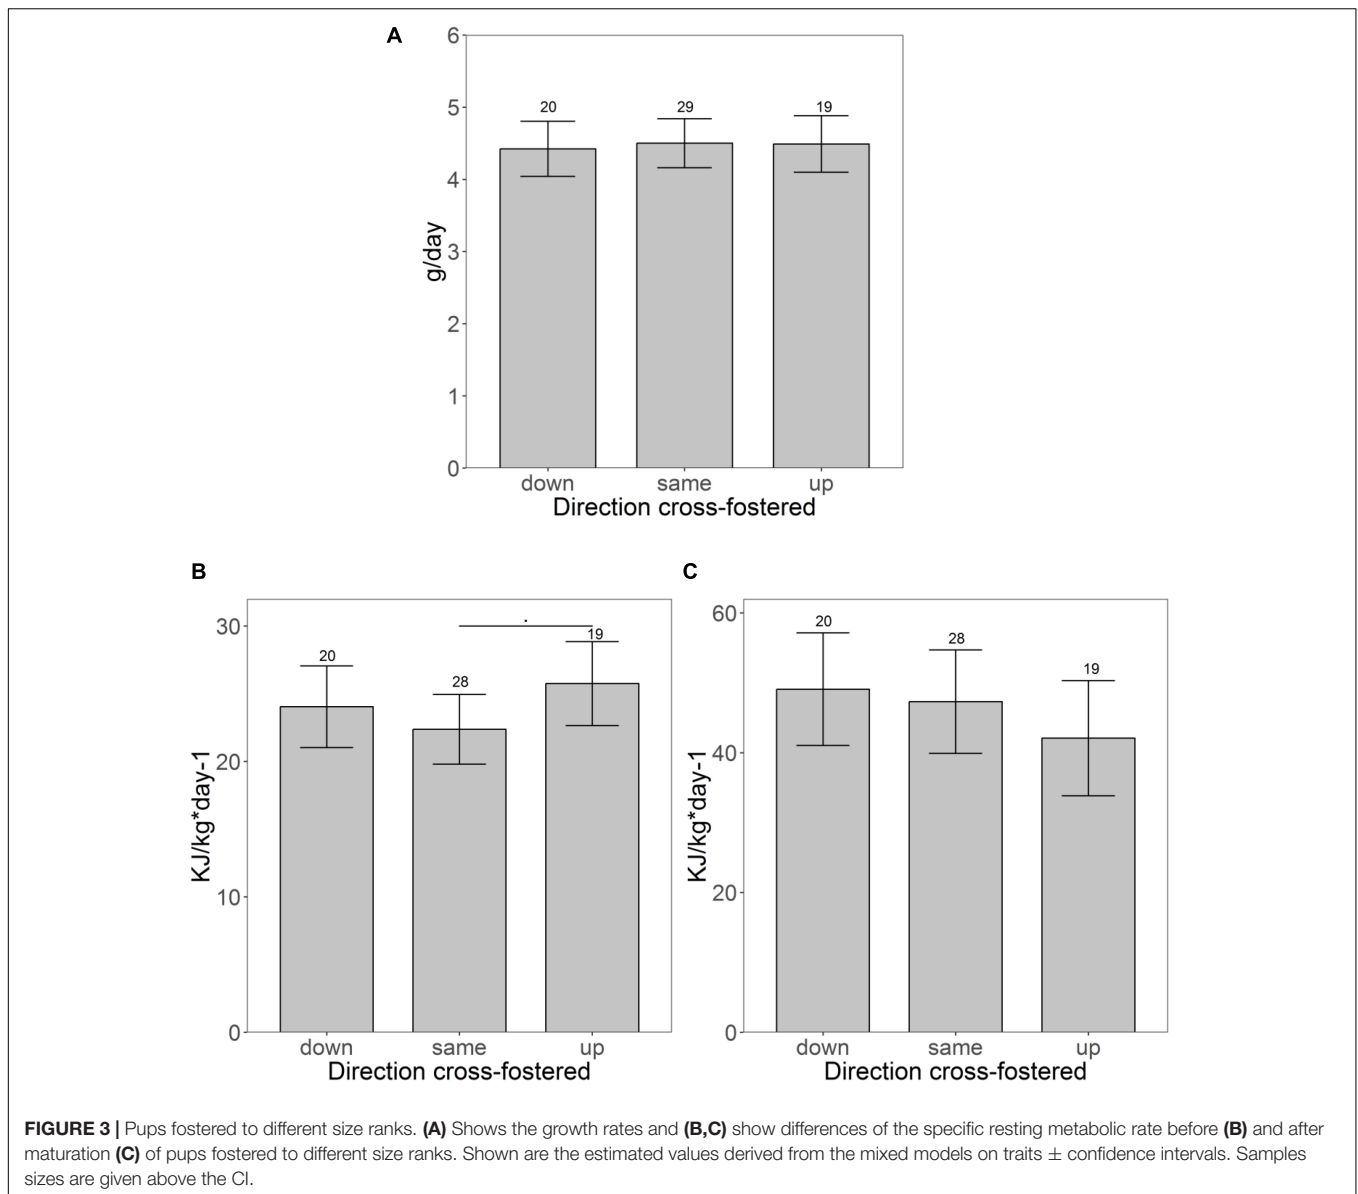 A
6
5
4
3
2
1
0
g/day
20
29
19
down
same
up
Direction cross-fostered
B
30
20
10
0
KJ/kg*day-1
20
28
.
19
down
same
up
Direction cross-fostered
C
60
40
20
0
KJ/kg*day-1
20
28
19
down
same
up
Direction cross-fostered
FIGURE 3 | Pups fostered to different size ranks. (A) Shows the growth rates and (B,C) show differences of the specific resting metabolic rate before (B) and after
maturation (C) of pups fostered to different size ranks. Shown are the estimated values derived from the mixed models on traits ± confidence intervals. Samples
sizes are given above the CI.